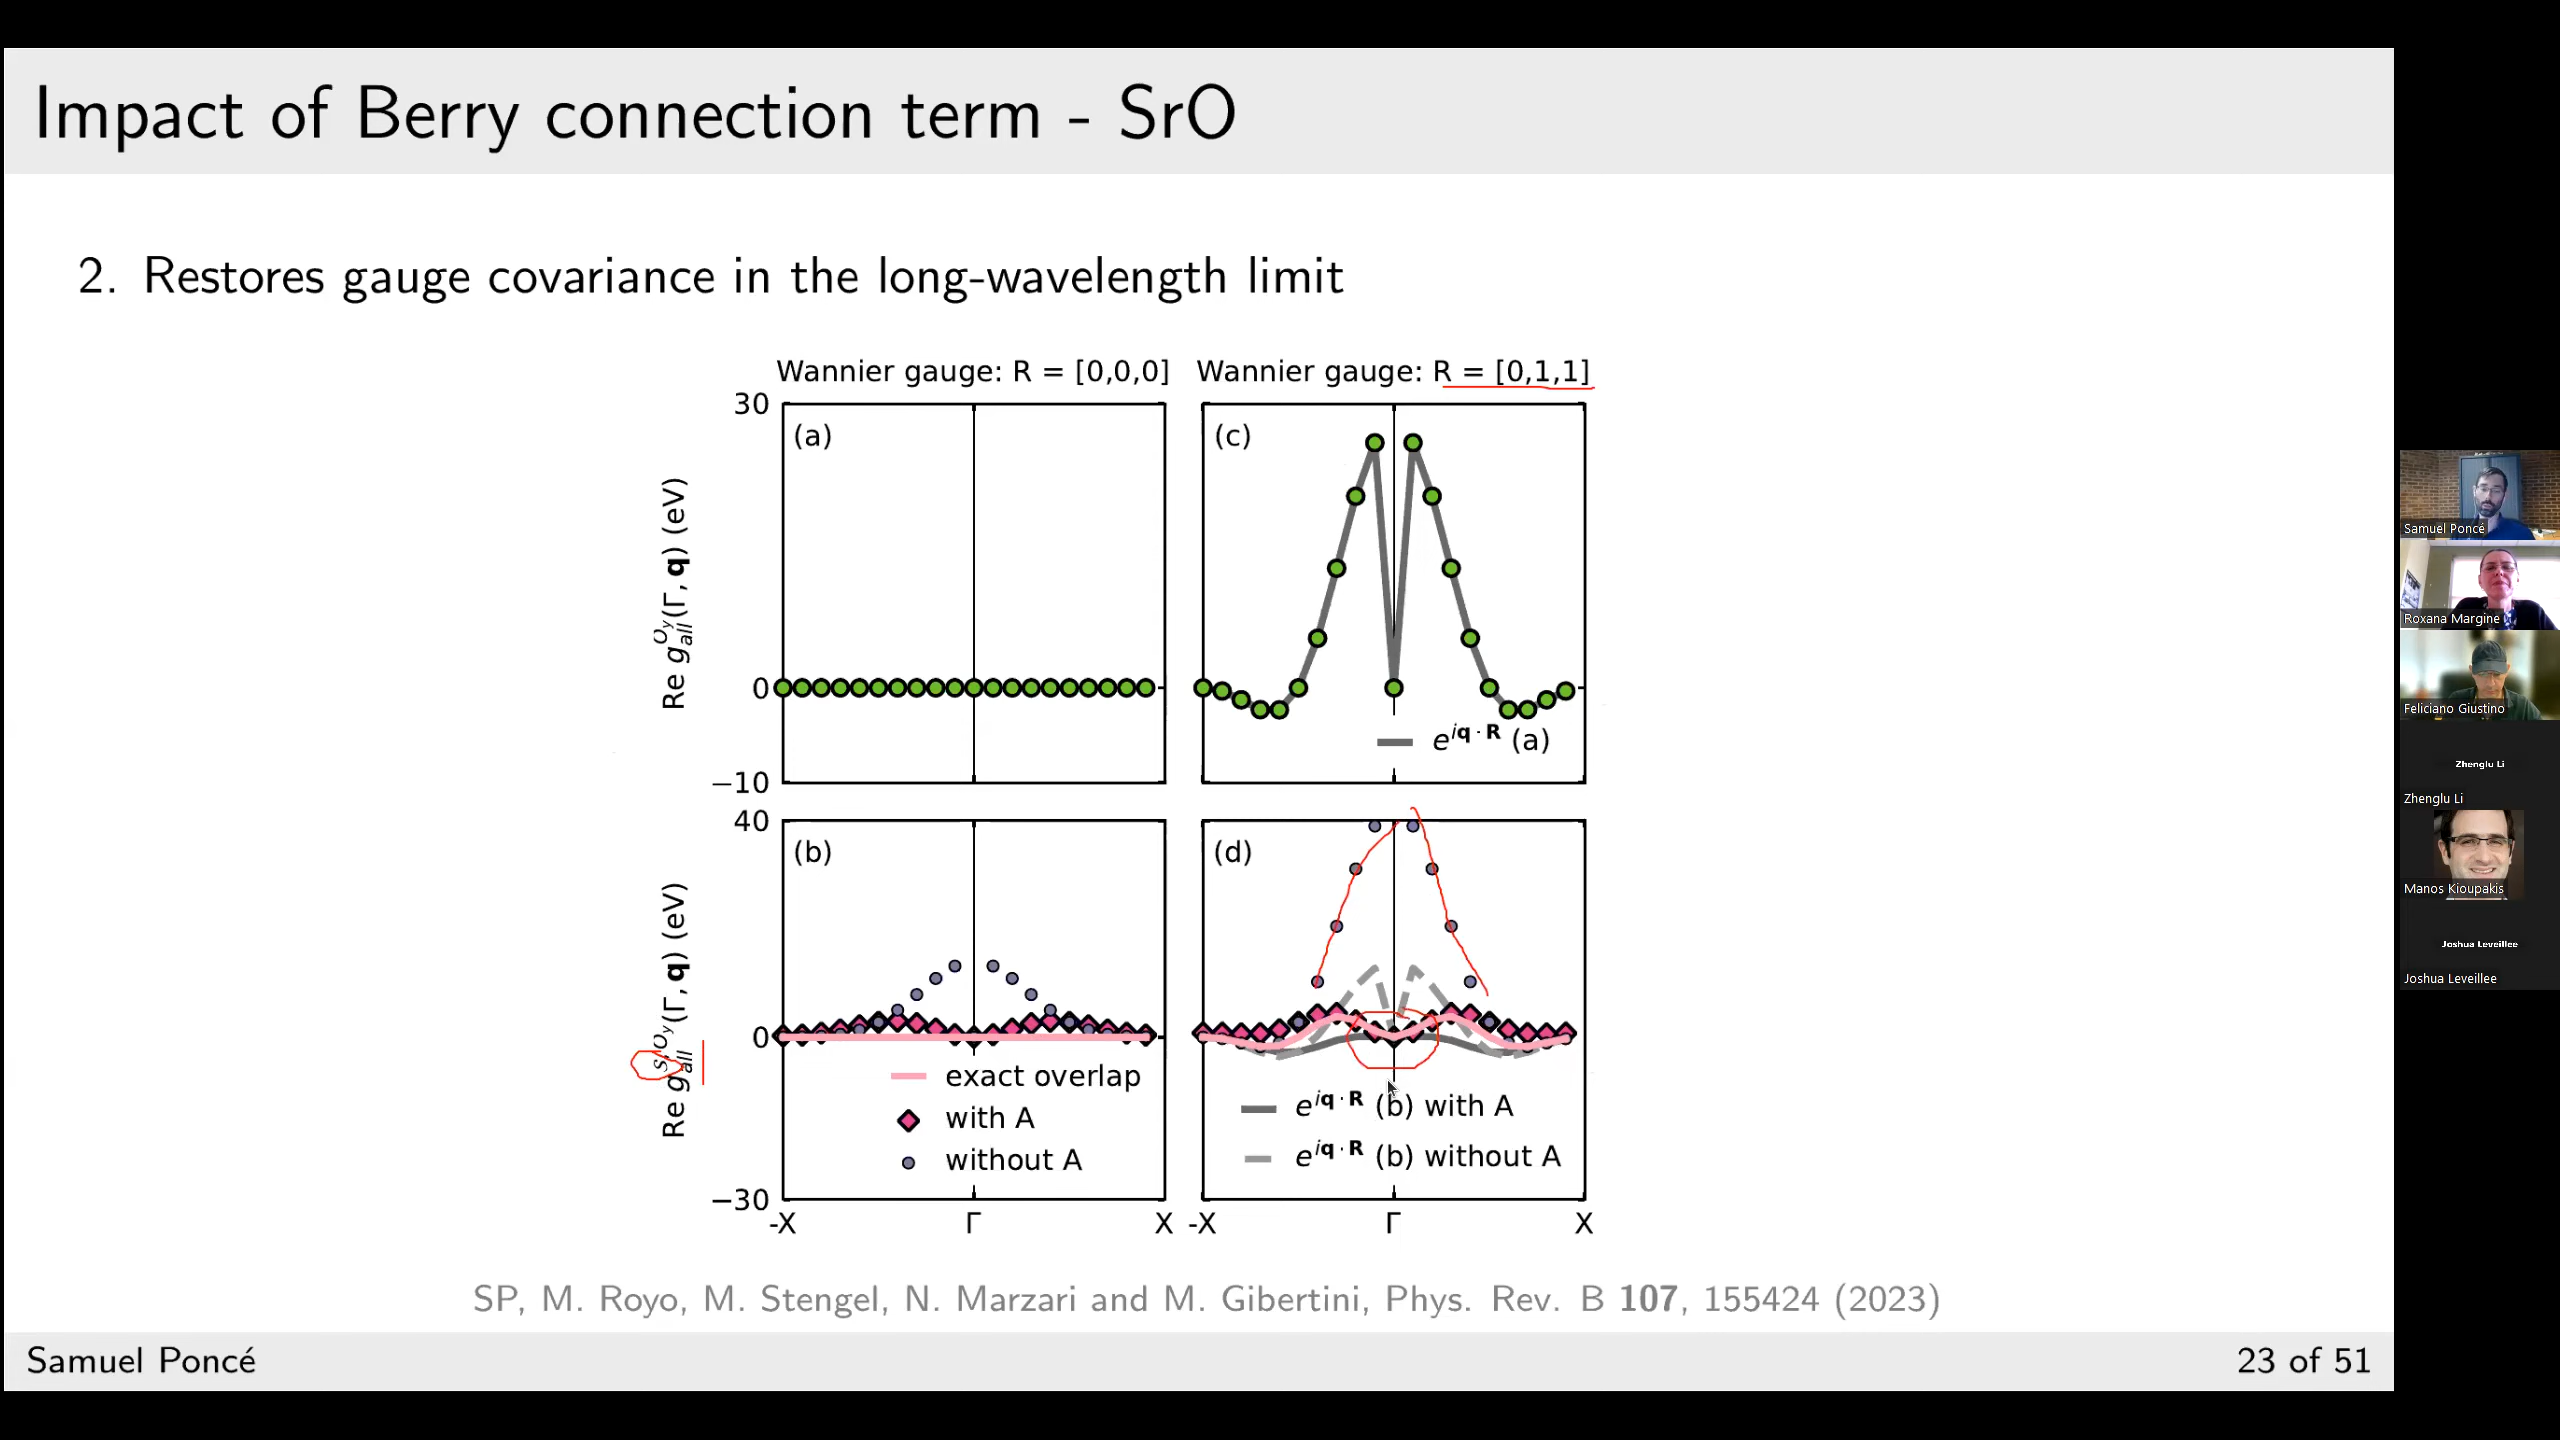 Impact of Berry connection term - SrO
2. Restores gauge covariance in the long-wavelength limit
Wannier gauge: R = [0,0,0]
Wannier gauge: R = [0,1,1]
Re g_all^{O_y}(Γ, q) (eV)
30
0
−10
(a)
(c)
e^{iq·R} (a)
Re g_all^{S,O_y}(Γ, q) (eV)
40
0
−30
(b)
exact overlap
with A
without A
(d)
e^{iq·R} (b) with A
e^{iq·R} (b) without A
-X Γ X
-X Γ X
SP, M. Royo, M. Stengel, N. Marzari and M. Gibertini, Phys. Rev. B 107, 155424 (2023)
Samuel Poncé
23 of 51
Samuel Poncé
Roxana Margine
Feliciano Giustino
Zhenglu Li
Zhenglu Li
Manos Kioupakis
Joshua Leveillee
Joshua Leveillee